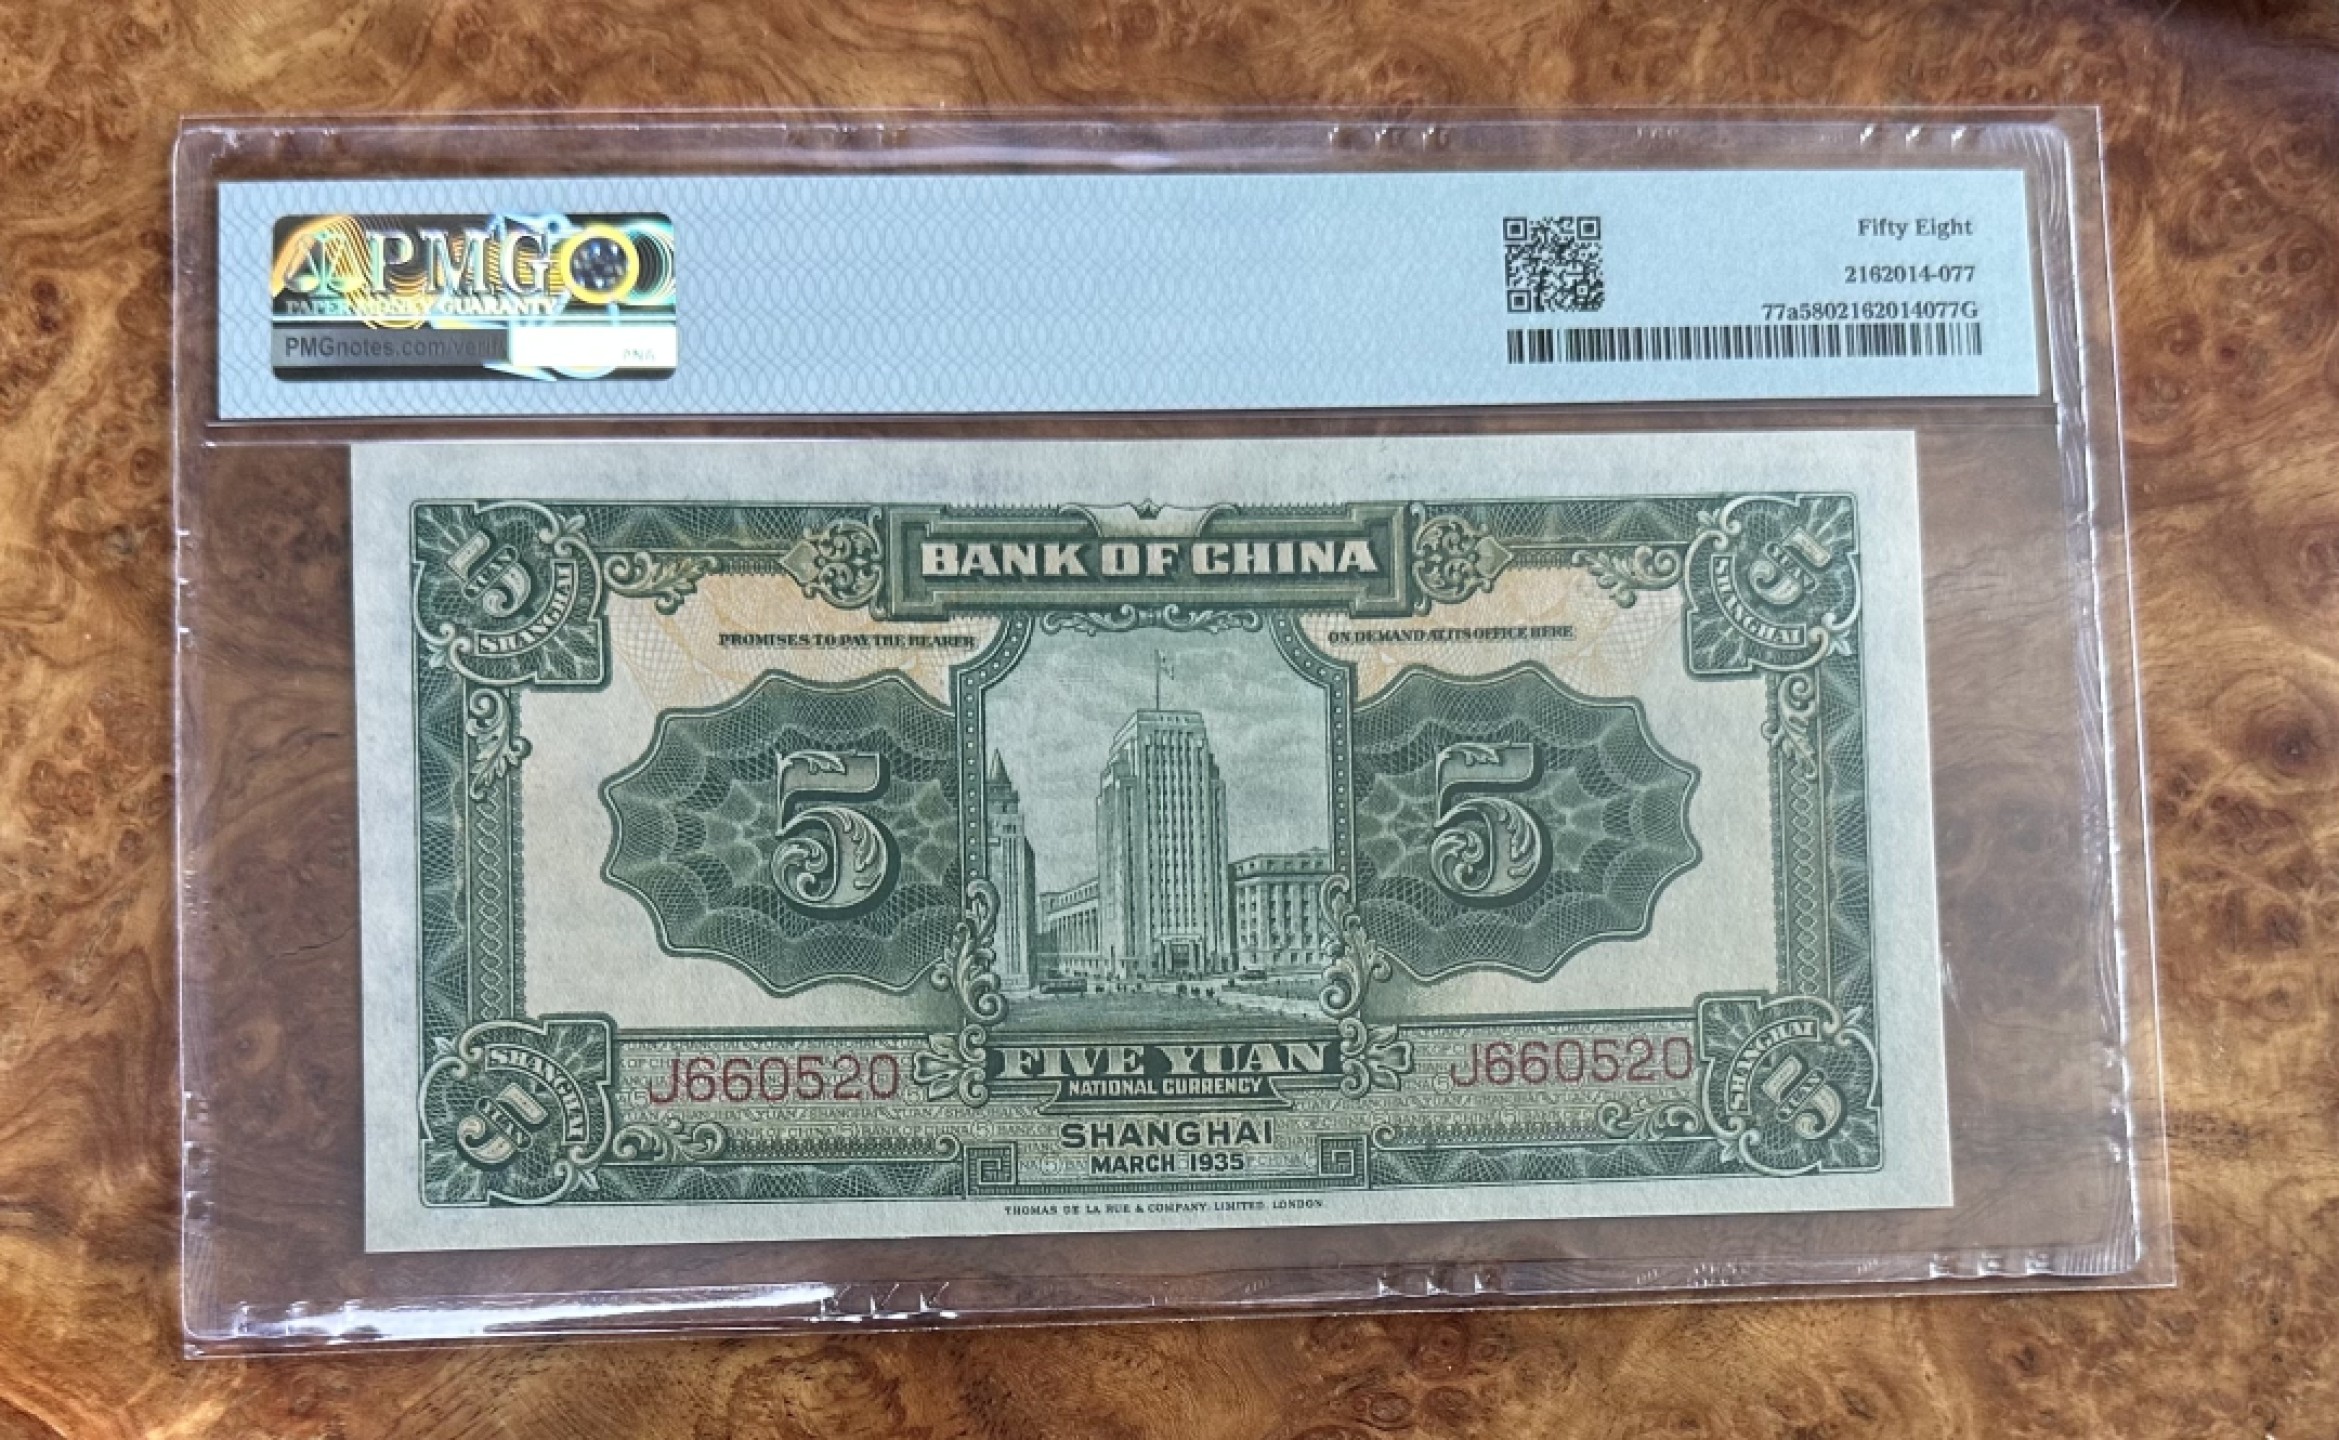 PMG
PAPER MONEY GUARANTY
PMGnotes.com/verif
Fifty Eight
2162014-077
77a5802162014077G
BANK OF CHINA
5 YUAN SHANGHAI
5 YUAN SHANGHAI
PROMISES TO PAY THE BEARER
ON DEMAND AT ITS OFFICE HERE
5
5
J660520
FIVE YUAN
J660520
NATIONAL CURRENCY
SHANGHAI 5 YUAN
SHANGHAI 5 YUAN
SHANGHAI
MARCH 1935
THOMAS DE LA RUE & COMPANY, LIMITED, LONDON.